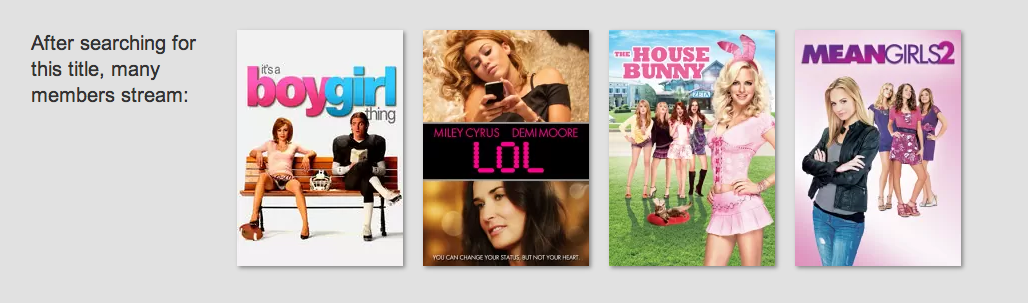 After searching for
this title, many
members stream:
it's a
boygirl
thing
MILEY CYRUS DEMI MOORE
LOL
YOU CAN CHANGE YOUR STATUS, BUT NOT YOUR HEART.
THE HOUSE
BUNNY
ZETA
MEANGIRLS2